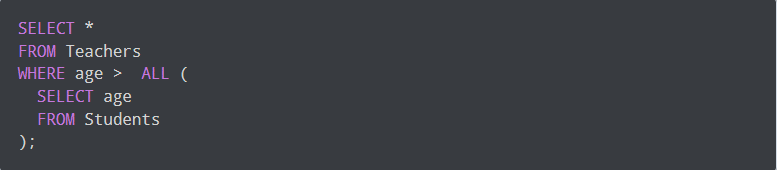 SELECT *
FROM Teachers
WHERE age >  ALL (
  SELECT age
  FROM Students
);